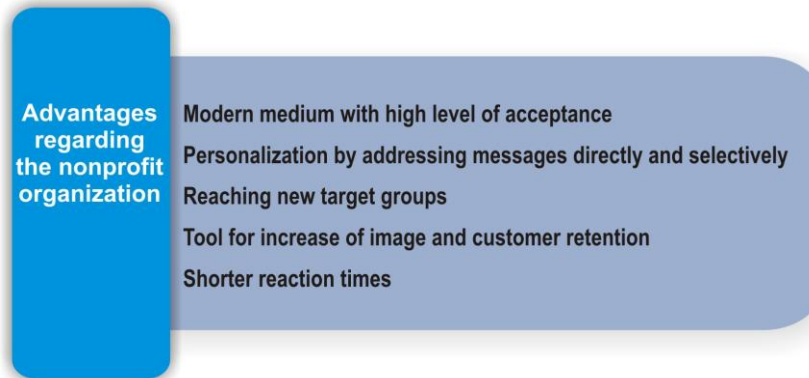 Advantages
regarding
the nonprofit
organization
Modern medium with high level of acceptance
Personalization by addressing messages directly and selectively
Reaching new target groups
Tool for increase of image and customer retention
Shorter reaction times